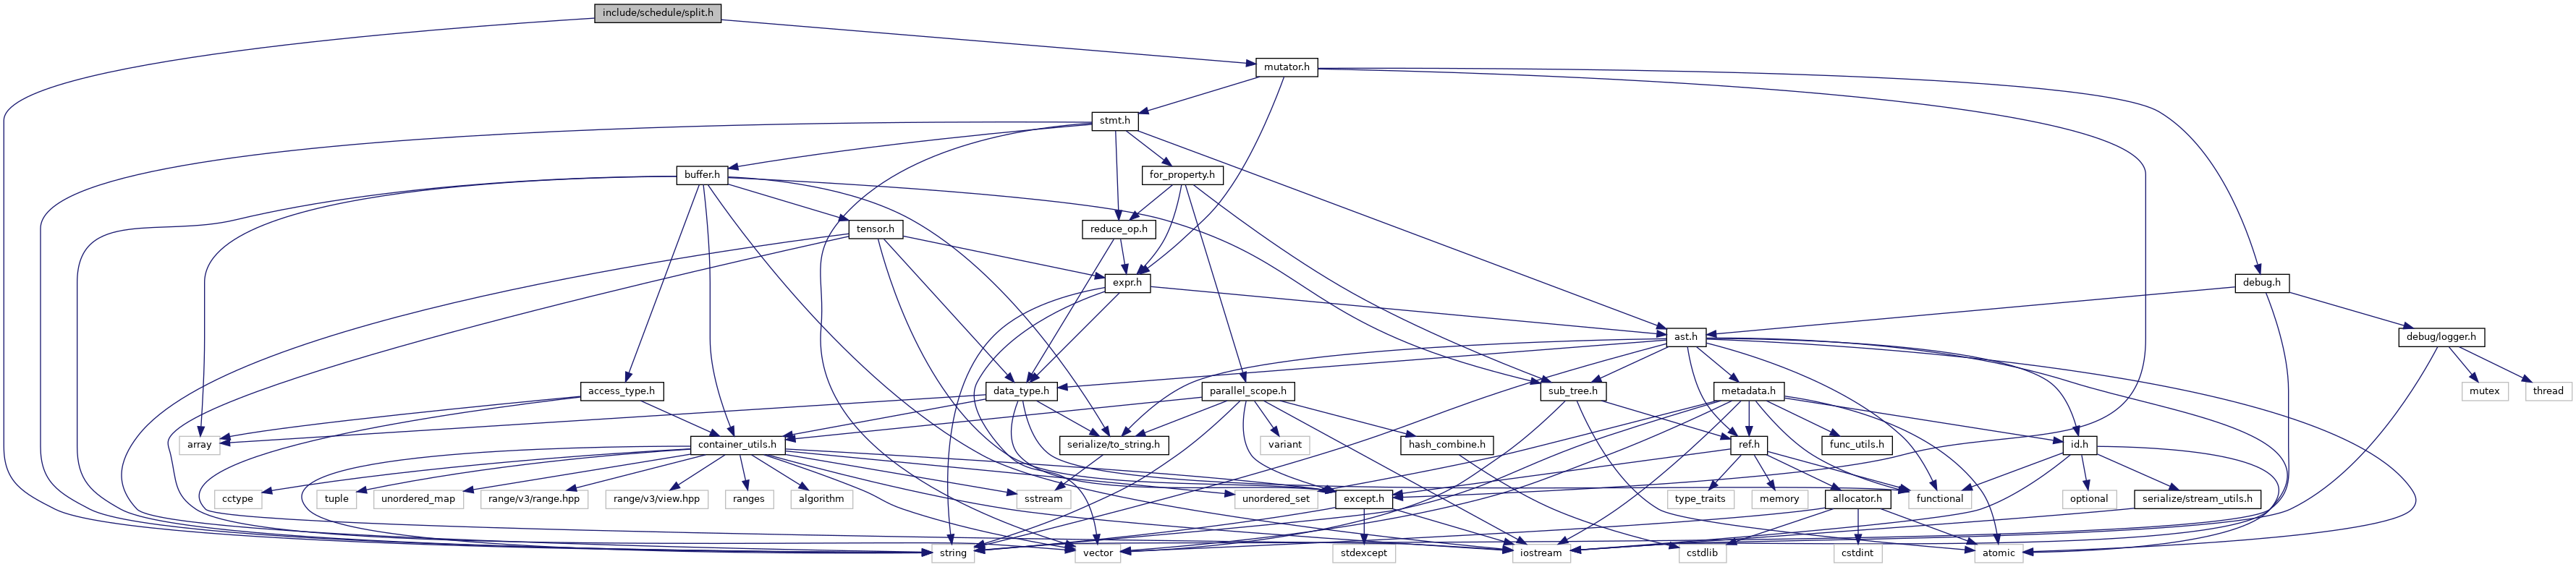 include/schedule/split.h
mutator.h
stmt.h
buffer.h
for_property.h
tensor.h
reduce_op.h
expr.h
debug.h
ast.h
debug/logger.h
access_type.h
data_type.h
parallel_scope.h
sub_tree.h
metadata.h
mutex
thread
array
container_utils.h
serialize/to_string.h
variant
hash_combine.h
ref.h
func_utils.h
id.h
cctype
tuple
unordered_map
range/v3/range.hpp
range/v3/view.hpp
ranges
algorithm
sstream
unordered_set
except.h
type_traits
memory
allocator.h
functional
optional
serialize/stream_utils.h
string
vector
stdexcept
iostream
cstdlib
cstdint
atomic